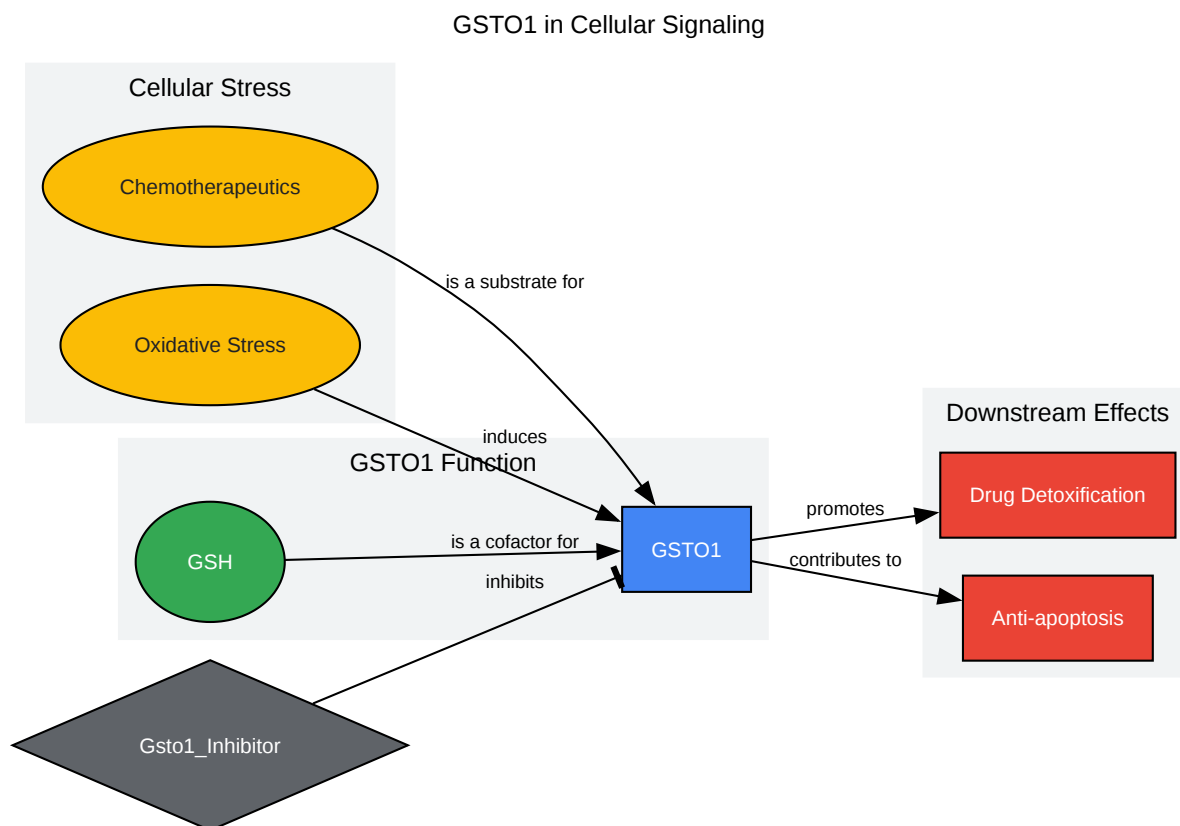 GSTO1 in Cellular Signaling
Cellular Stress
Chemotherapeutics
is a substrate for
Oxidative Stress
induces
GSTO1 Function
GSH
is a cofactor for
GSTO1
inhibits
Gsto1_Inhibitor
promotes
contributes to
Downstream Effects
Drug Detoxification
Anti-apoptosis